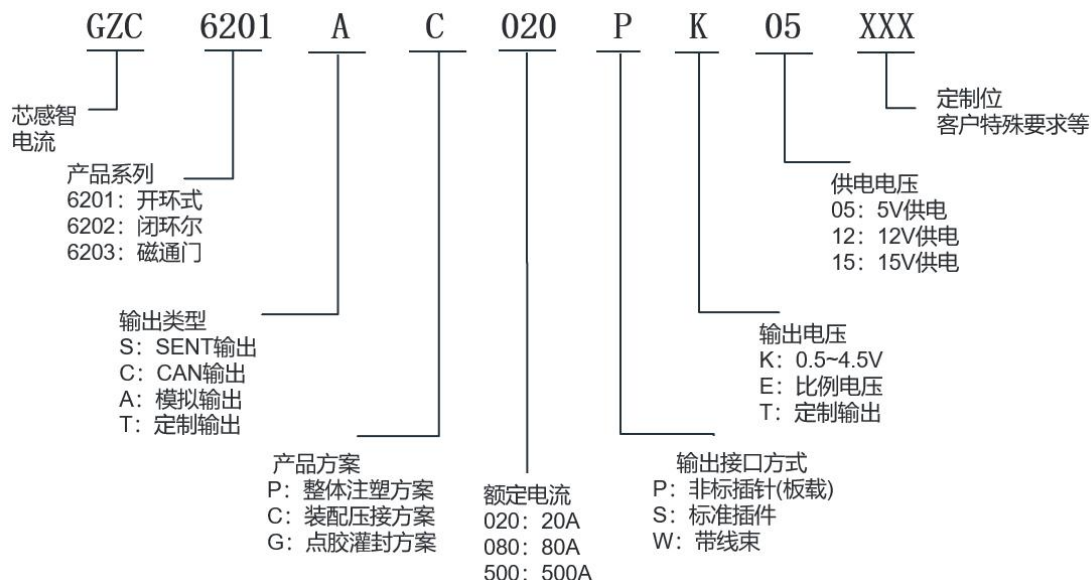 GZC 6201 A C 020 P K 05 XXX
芯感智
电流
定制位
客户特殊要求等
产品系列
6201：开环式
6202：闭环尔
6203：磁通门
供电电压
05：5V供电
12：12V供电
15：15V供电
输出类型
S：SENT输出
C：CAN输出
A：模拟输出
T：定制输出
输出电压
K：0.5~4.5V
E：比例电压
T：定制输出
产品方案
P：整体注塑方案
C：装配压接方案
G：点胶灌封方案
额定电流
020：20A
080：80A
500：500A
输出接口方式
P：非标插针(板载)
S：标准插件
W：带线束